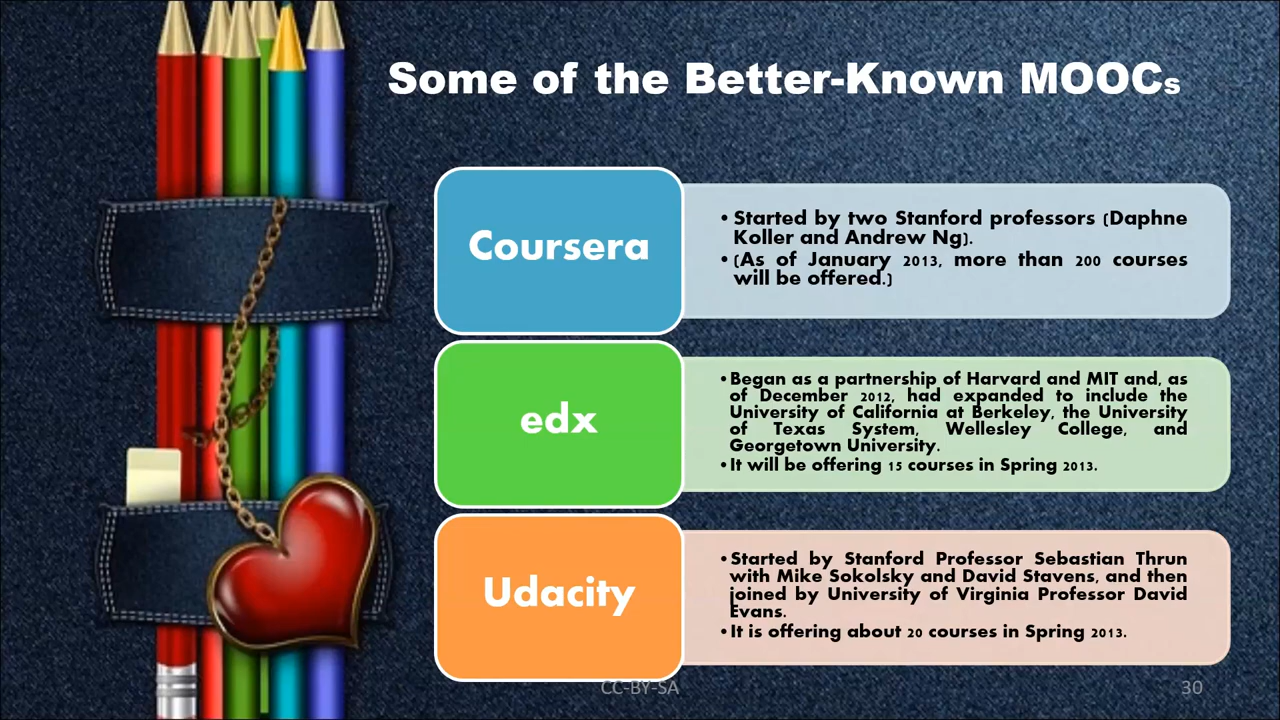 Some of the Better-Known MOOCs
Coursera
•Started by two Stanford professors (Daphne
Koller and Andrew Ng).
•(As of January 2013, more than 200 courses
will be offered.)
edx
•Began as a partnership of Harvard and MIT and, as
of December 2012, had expanded to include the
University of California at Berkeley, the University
of Texas System, Wellesley College, and
Georgetown University.
•It will be offering 15 courses in Spring 2013.
Udacity
•Started by Stanford Professor Sebastian Thrun
with Mike Sokolsky and David Stavens, and then
joined by University of Virginia Professor David
Evans.
•It is offering about 20 courses in Spring 2013.
CC-BY-SA
30